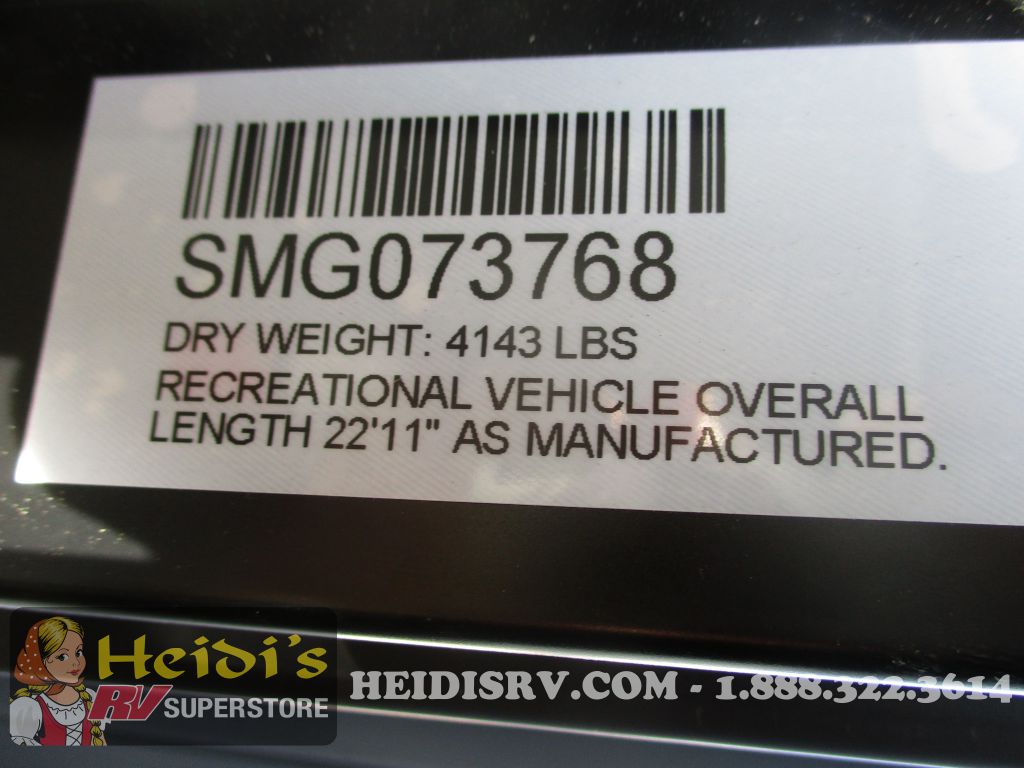 SMG073768
DRY WEIGHT: 4143 LBS
RECREATIONAL VEHICLE OVERALL
LENGTH 22'11" AS MANUFACTURED.
Heidi's
RV SUPERSTORE
HEIDISRV.COM - 1.888.322.3614